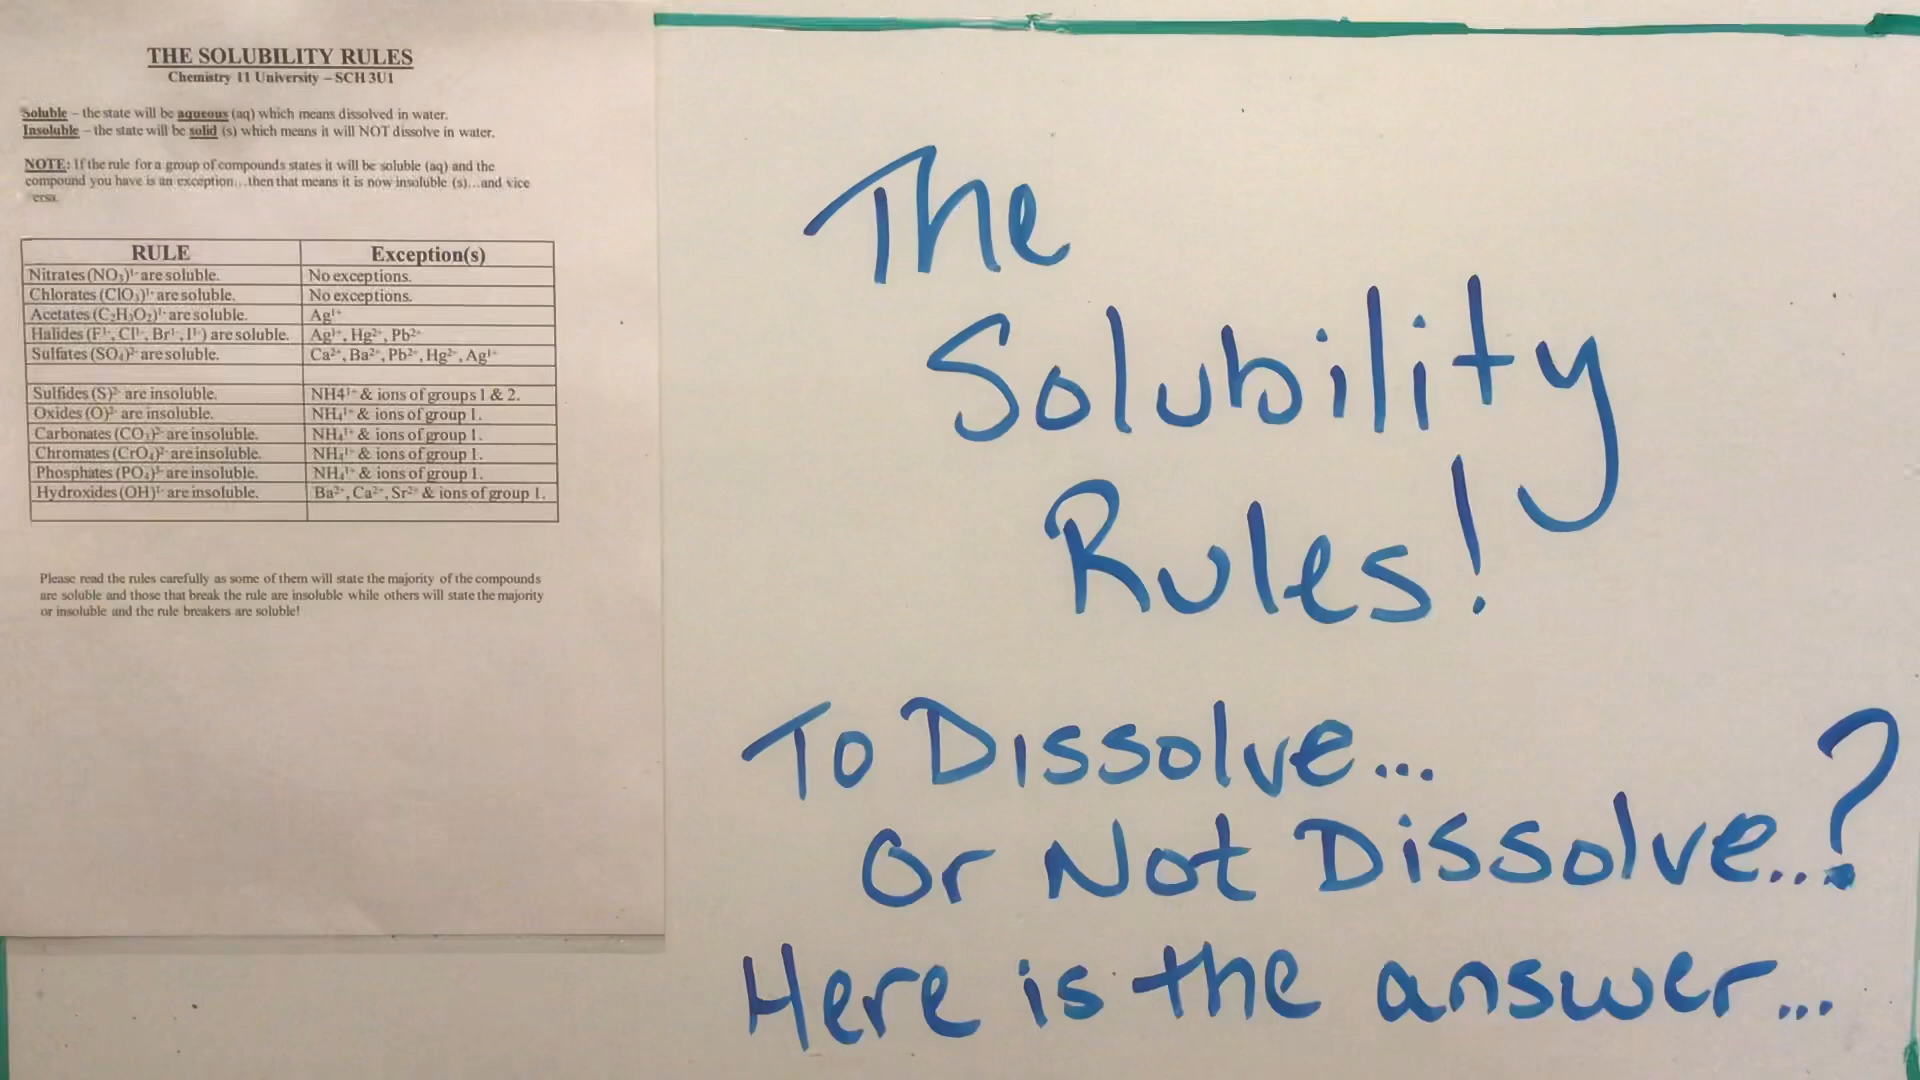 THE SOLUBILITY RULES
Chemistry 11 University – SCH 3U1
Soluble – the state will be aqueous (aq) which means dissolved in water.
Insoluble – the state will be solid (s) which means it will NOT dissolve in water.
NOTE: If the rule for a group of compounds states it will be soluble (aq) and the
compound you have is an exception...then that means it is now insoluble (s)...and vice
ersa.
RULE Exception(s)
Nitrates (NO₃)¹⁻ are soluble. No exceptions.
Chlorates (ClO₃)¹⁻ are soluble. No exceptions.
Acetates (C₂H₃O₂)¹⁻ are soluble. Ag¹⁺
Halides (F¹⁻, Cl¹⁻, Br¹⁻, I¹⁻) are soluble. Ag¹⁺, Hg²⁺, Pb²⁺
Sulfates (SO₄)²⁻ are soluble. Ca²⁺, Ba²⁺, Pb²⁺, Hg²⁺, Ag¹⁺
Sulfides (S)²⁻ are insoluble. NH4¹⁺ & ions of groups 1 & 2.
Oxides (O)²⁻ are insoluble. NH₄¹⁺ & ions of group 1.
Carbonates (CO₃)²⁻ are insoluble. NH₄¹⁺ & ions of group 1.
Chromates (CrO₄)²⁻ are insoluble. NH₄¹⁺ & ions of group 1.
Phosphates (PO₄)³⁻ are insoluble. NH₄¹⁺ & ions of group 1.
Hydroxides (OH)¹⁻ are insoluble. Ba²⁺, Ca²⁺, Sr²⁺ & ions of group 1.
Please read the rules carefully as some of them will state the majority of the compounds
are soluble and those that break the rule are insoluble while others will state the majority
or insoluble and the rule breakers are soluble!
The
Solubility
Rules!
To Dissolve...
Or Not Dissolve...?
Here is the answer...